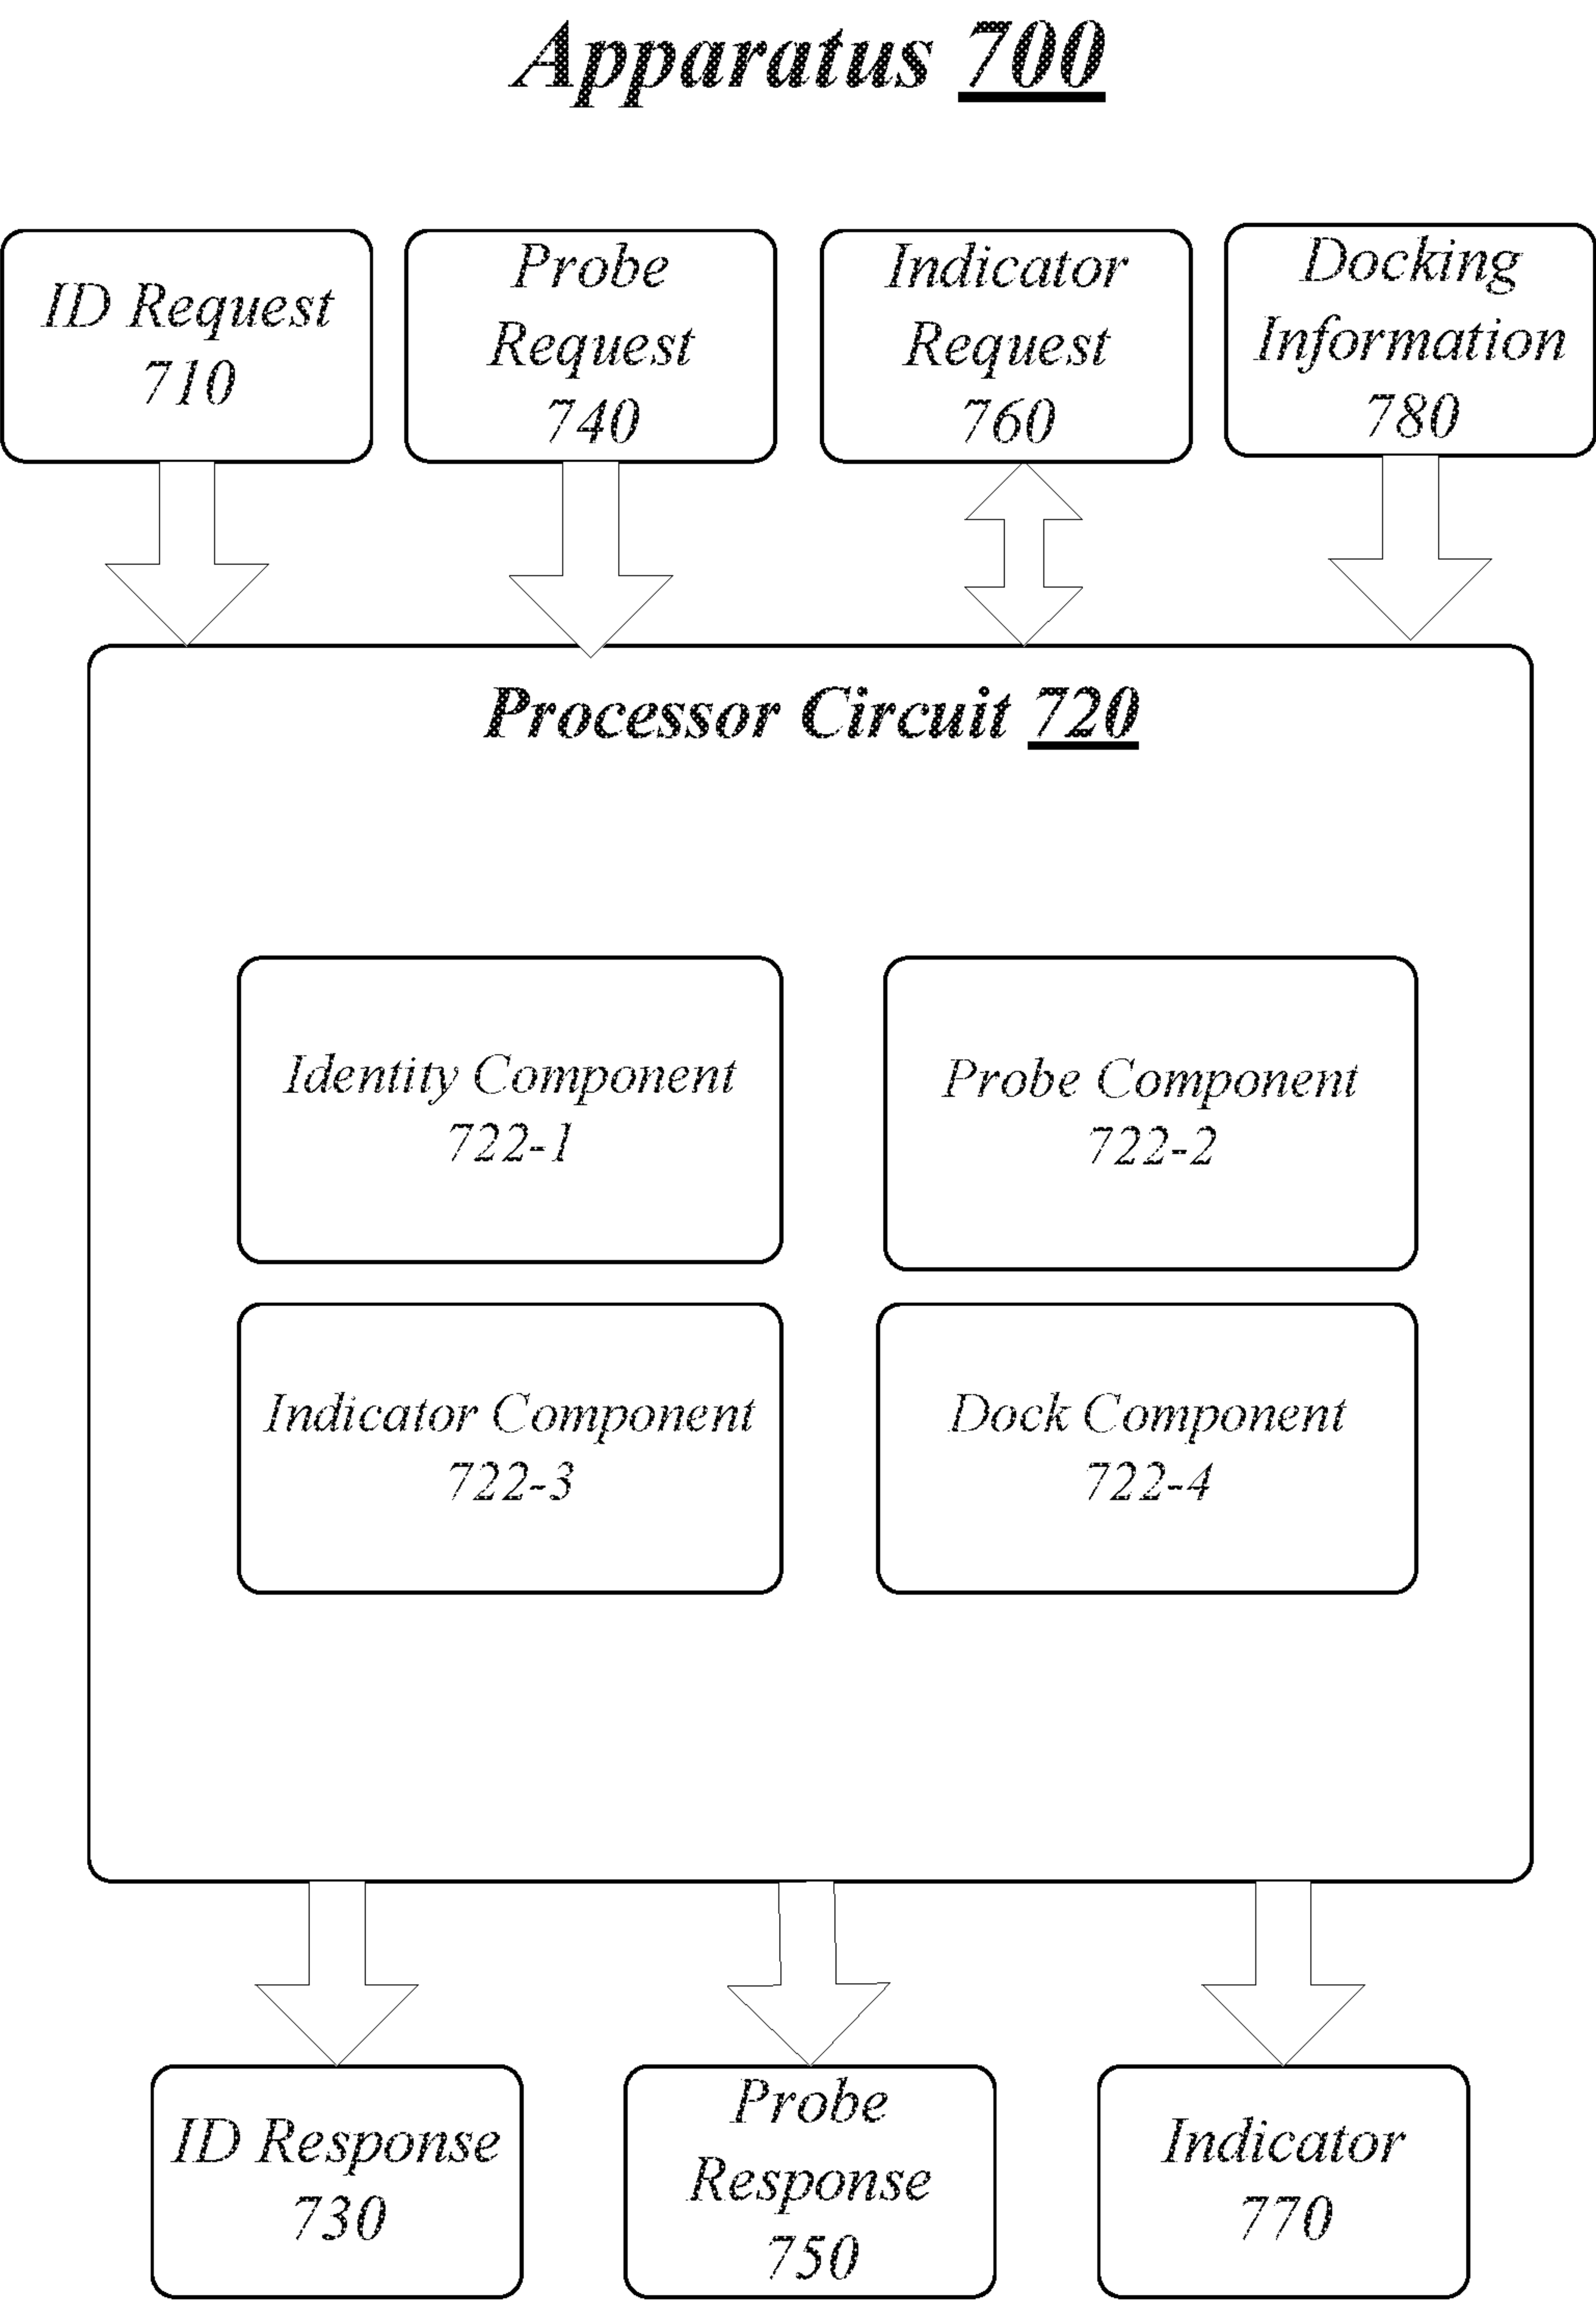 Apparatus 700
ID Request
710
Probe
Request
740
Indicator
Request
760
Docking
Information
780
Processor Circuit 720
Identity Component
722-1
Probe Component
722-2
Indicator Component
722-3
Dock Component
722-4
ID Response
730
Probe
Response
750
Indicator
770